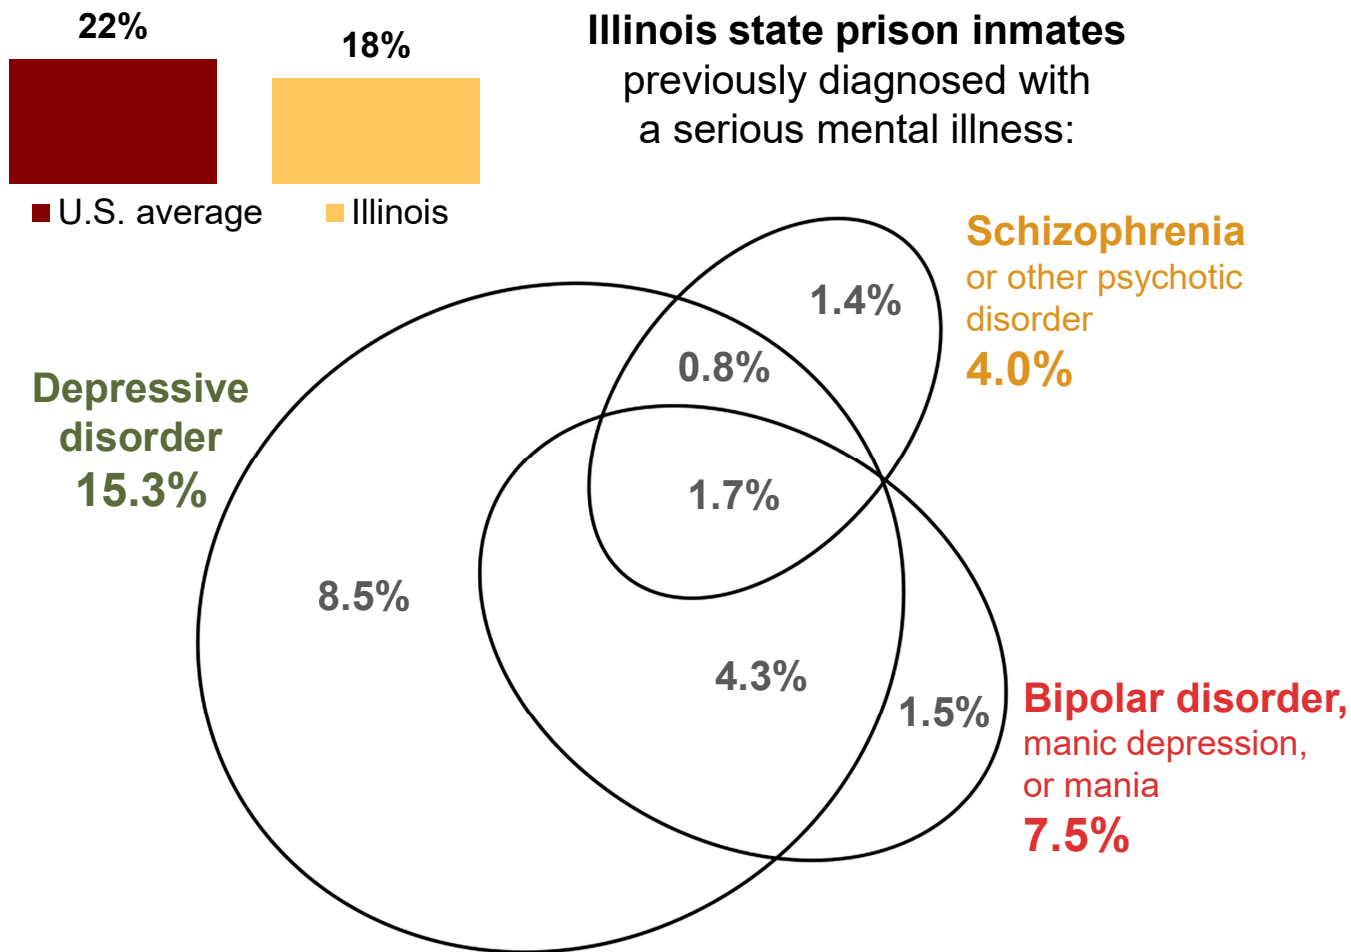 22%
18%
U.S. average
Illinois
Illinois state prison inmates
previously diagnosed with
a serious mental illness:
Schizophrenia
or other psychotic
disorder
4.0%
1.4%
0.8%
Depressive
disorder
15.3%
1.7%
8.5%
4.3%
1.5%
Bipolar disorder,
manic depression,
or mania
7.5%